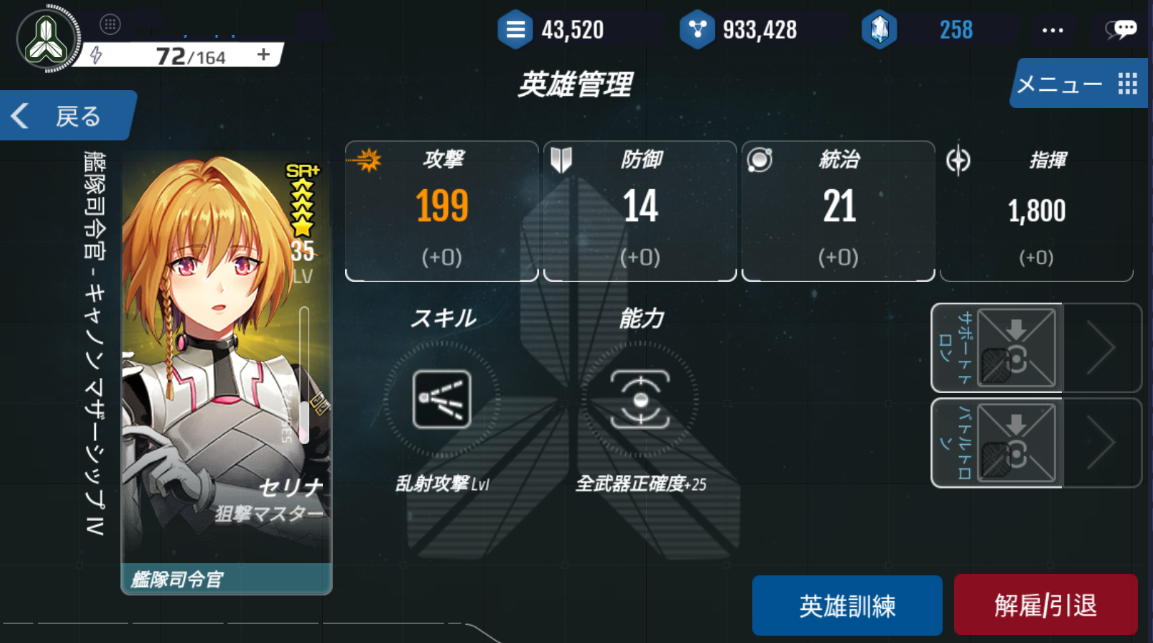 72/164 +
43,520
933,428
258
...
英雄管理
メニュー
戻る
艦隊司令官 - キャノン マザーシップ IV
SR+
35
LV
セリナ
狙撃マスター
艦隊司令官
攻撃
199
(+0)
防御
14
(+0)
統治
21
(+0)
指揮
1,800
(+0)
スキル
乱射攻撃 Lv1
能力
全武器正確度+25
サポートト
ロン
バトルトロ
ン
英雄訓練
解雇/引退